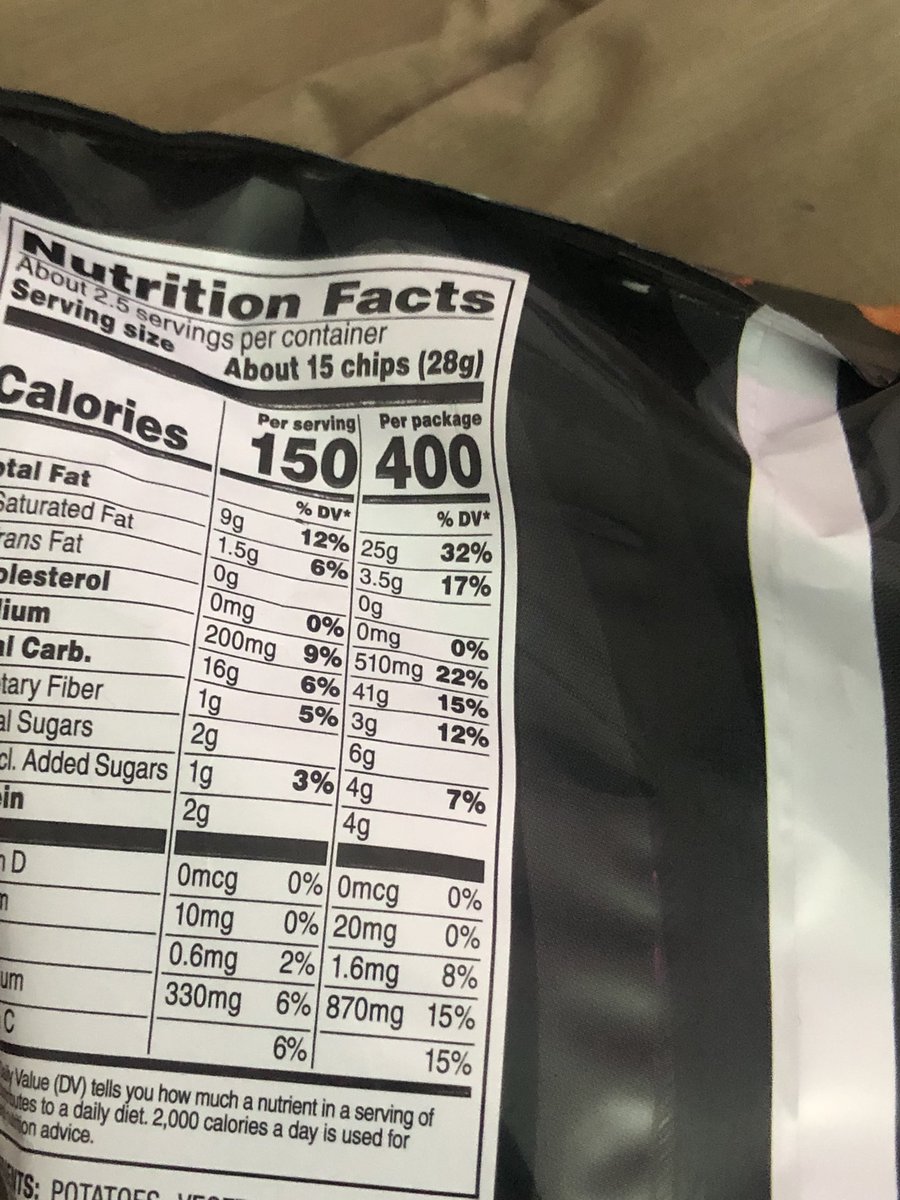 Nutrition Facts
About 2.5 servings per container
Serving size About 15 chips (28g)
Calories Per serving 150 Per package 400
% DV* % DV*
otal Fat 9g 12% 25g 32%
Saturated Fat 1.5g 6% 3.5g 17%
rans Fat 0g 0g
olesterol 0mg 0% 0mg 0%
ium 200mg 9% 510mg 22%
al Carb. 16g 6% 41g 15%
etary Fiber 1g 5% 3g 12%
al Sugars 2g 6g
cl. Added Sugars 1g 3% 4g 7%
ein 2g 4g
n D 0mcg 0% 0mcg 0%
m 10mg 0% 20mg 0%
0.6mg 2% 1.6mg 8%
um 330mg 6% 870mg 15%
C 6% 15%
Value (DV) tells you how much a nutrient in a serving of
utes to a daily diet. 2,000 calories a day is used for
ion advice.
ENTS: POTATOES